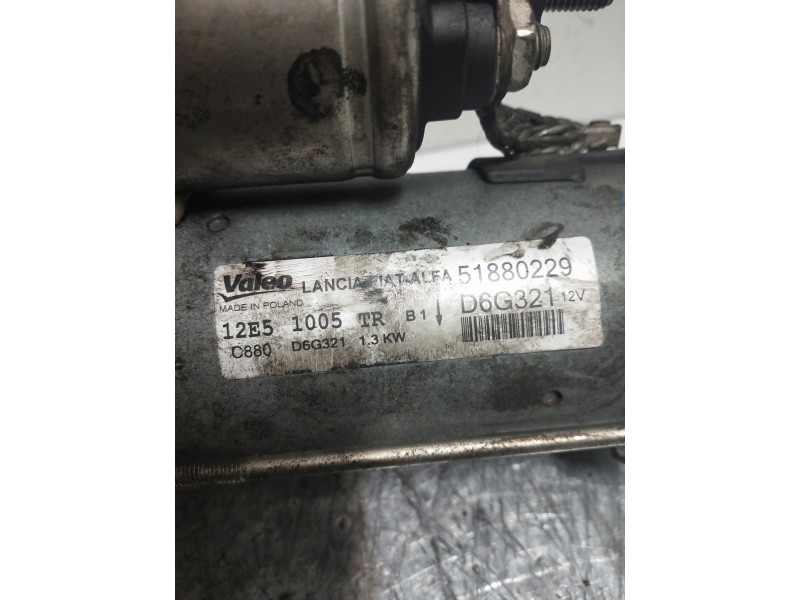 Valeo LANCIA-FIAT-ALFA 51880229
MADE IN POLAND D6G321 12V
12E5 1005 TR B1
C880 D6G321 1.3 KW